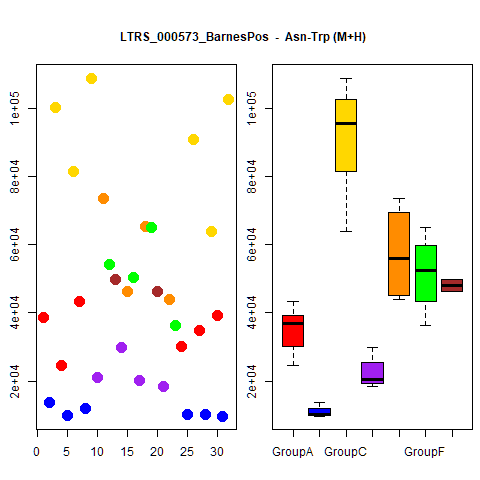 LTRS_000573_BarnesPos  -  Asn-Trp (M+H)
1e+05
8e+04
6e+04
4e+04
2e+04
0 5 10 15 20 25 30
1e+05
8e+04
6e+04
4e+04
2e+04
GroupA GroupC GroupF